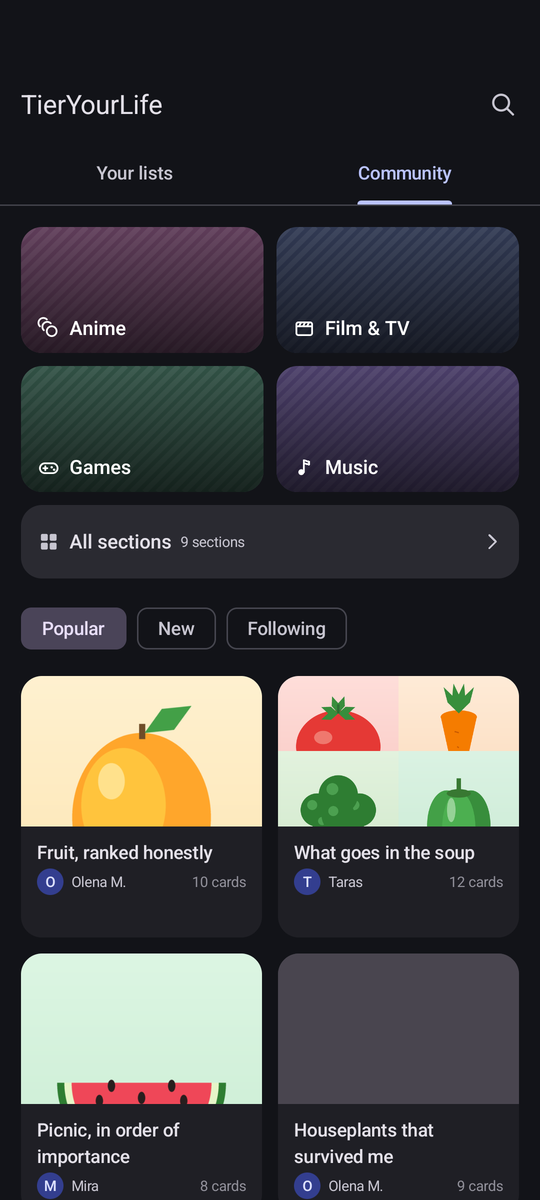 TierYourLife
Your lists
Community
Anime
Film & TV
Games
Music
All sections 9 sections
Popular
New
Following
Fruit, ranked honestly
O Olena M. 10 cards
What goes in the soup
T Taras 12 cards
Picnic, in order of
importance
M Mira 8 cards
Houseplants that
survived me
O Olena M. 9 cards